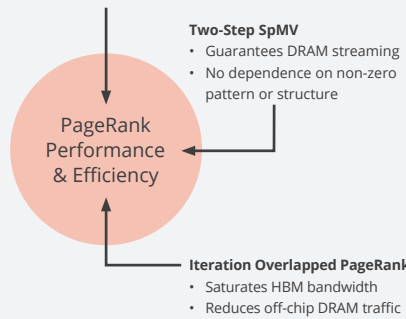 Two-Step SpMV
• Guarantees DRAM streaming
• No dependence on non-zero
pattern or structure
PageRank
Performance
& Efficiency
Iteration Overlapped PageRank
• Saturates HBM bandwidth
• Reduces off-chip DRAM traffic